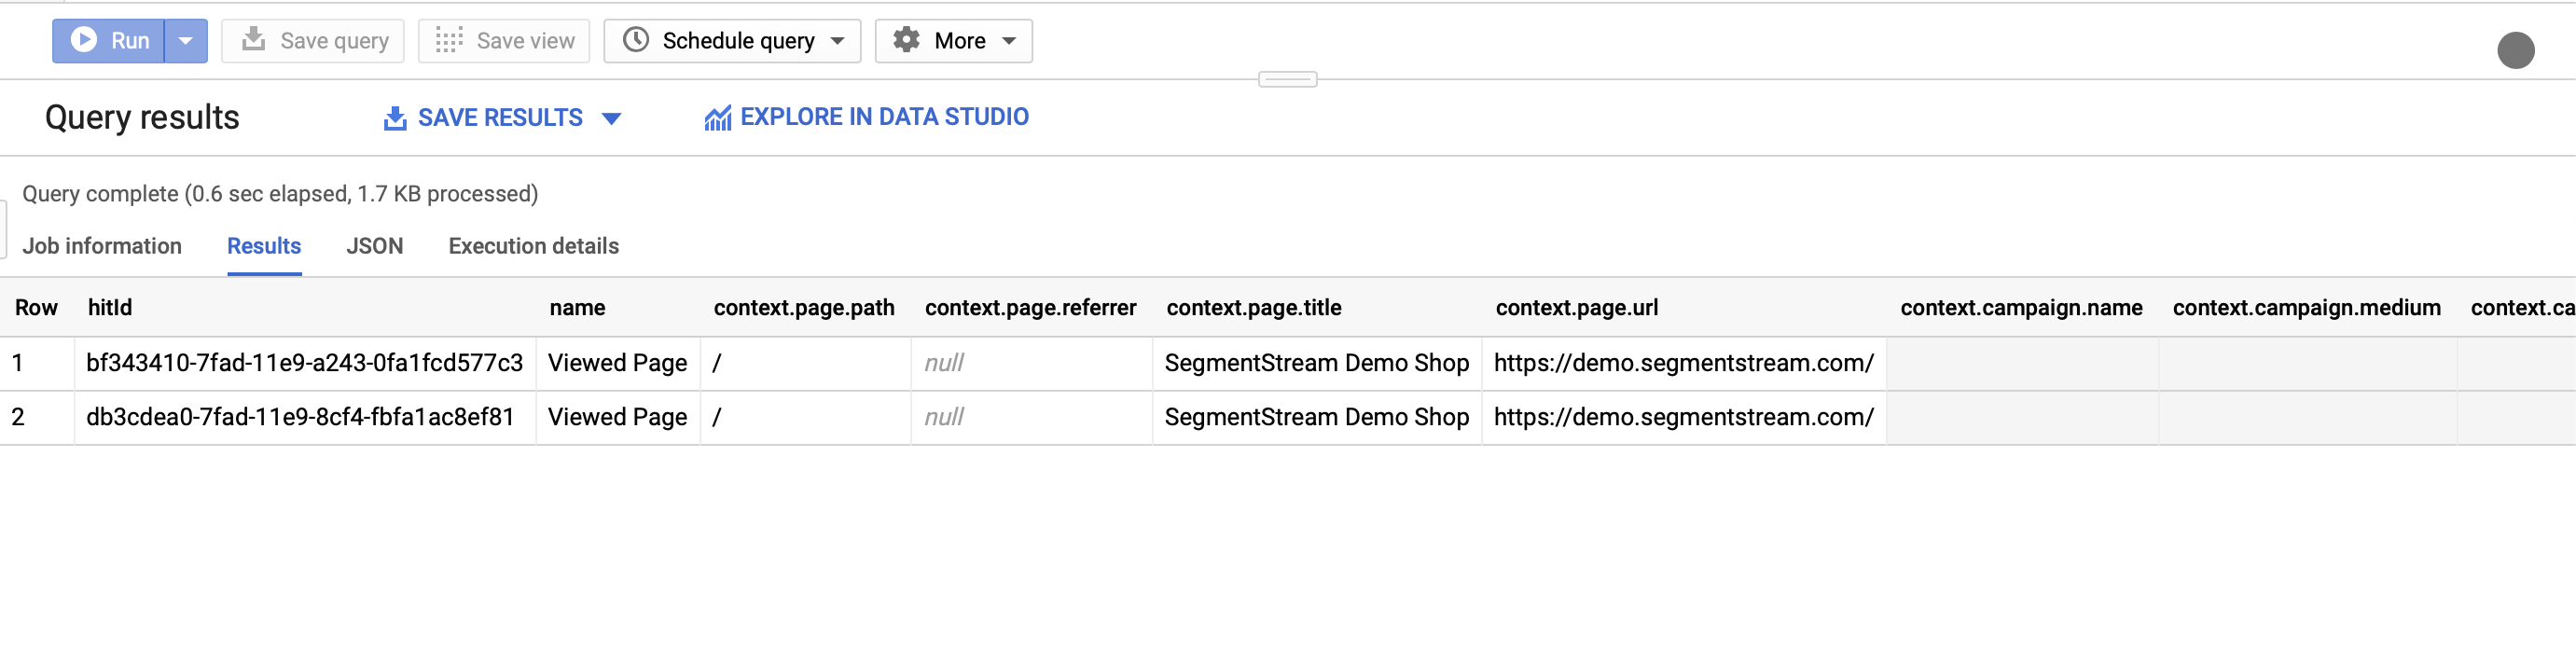 Run Save query Save view Schedule query More
Query results SAVE RESULTS EXPLORE IN DATA STUDIO
Query complete (0.6 sec elapsed, 1.7 KB processed)
Job information Results JSON Execution details
Row hitId name context.page.path context.page.referrer context.page.title context.page.url context.campaign.name context.campaign.medium context.ca
1 bf343410-7fad-11e9-a243-0fa1fcd577c3 Viewed Page / null SegmentStream Demo Shop https://demo.segmentstream.com/
2 db3cdea0-7fad-11e9-8cf4-fbfa1ac8ef81 Viewed Page / null SegmentStream Demo Shop https://demo.segmentstream.com/